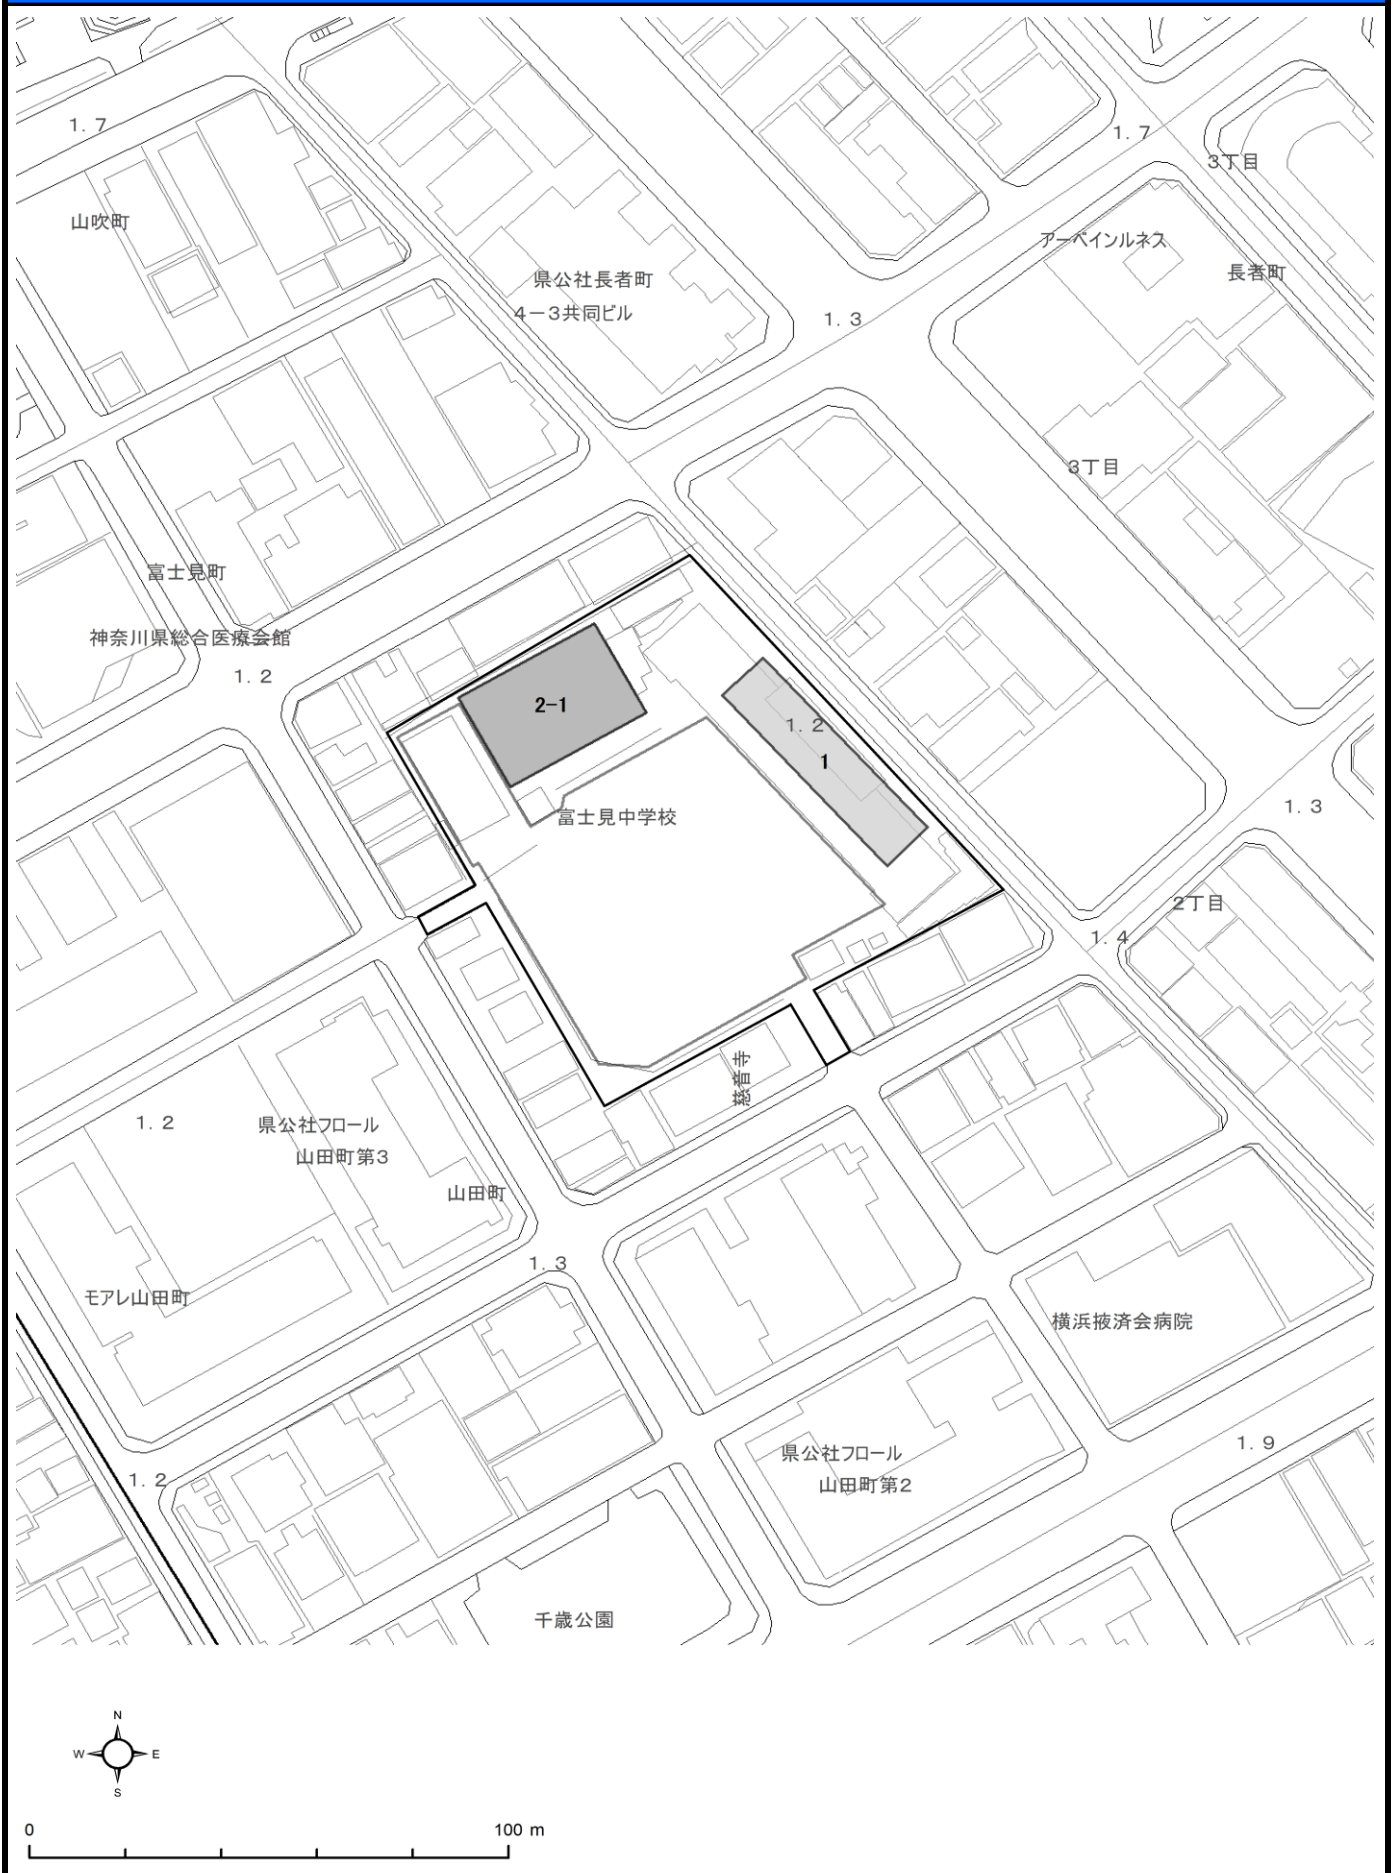 1.7
1.7
3丁目
山吹町
アーベインルネス
長者町
県公社長者町
4-3共同ビル
1.3
3丁目
富士見町
神奈川県総合医療会館
1.2
2-1
1.2
1
1.3
富士見中学校
2丁目
1.4
慈音寺
1.2
県公社フロール
山田町第3
山田町
1.3
モアレ山田町
横浜掖済会病院
1.9
県公社フロール
山田町第2
1.2
千歳公園
N
W
E
S
0
100 m